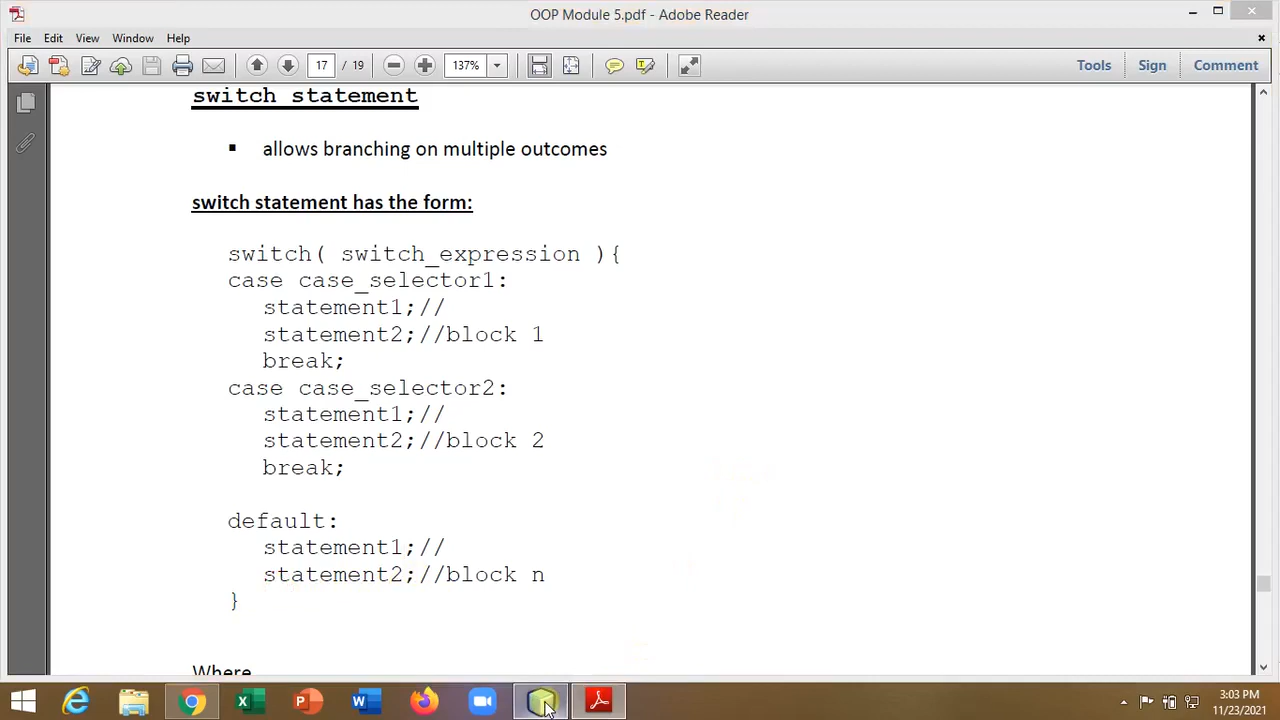 OOP Module 5.pdf - Adobe Reader
File Edit View Window Help
17 / 19 137% Tools Sign Comment
switch statement
▪ allows branching on multiple outcomes
switch statement has the form:
switch( switch_expression ){
case case_selector1:
statement1;//
statement2;//block 1
break;
case case_selector2:
statement1;//
statement2;//block 2
break;
default:
statement1;//
statement2;//block n
}
Where
3:03 PM
11/23/2021